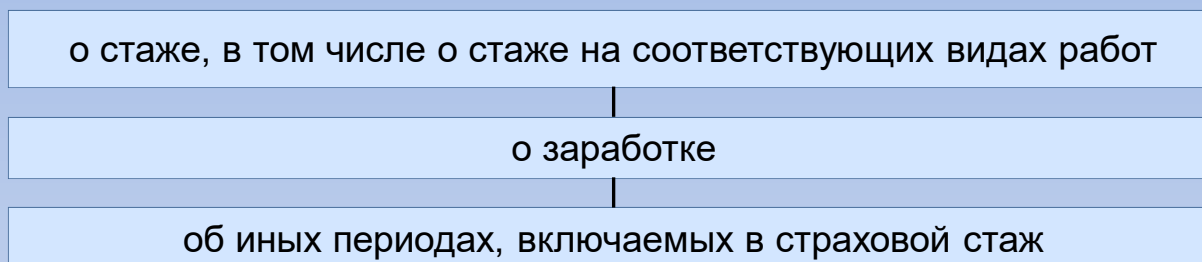 о стаже, в том числе о стаже на соответствующих видах работ
о заработке
об иных периодах, включаемых в страховой стаж